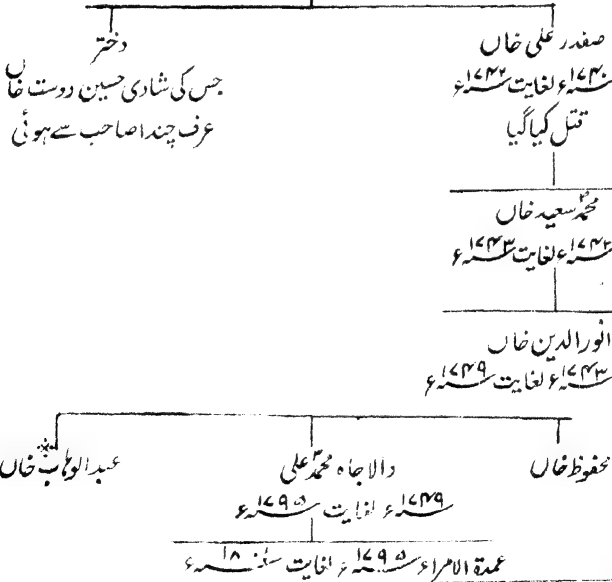 صفدر علی خاں
۱۷۴۰ء لغایت ۱۷۴۲ء
قتل کیا گیا
دختر
جس کی شادی حسین دوست خاں
عرف چندا صاحب سے ہوئی
محمد سعید خاں
۱۷۴۲ء لغایت ۱۷۴۳ء
انور الدین خاں
۱۷۴۳ء لغایت ۱۷۴۹ء
محفوظ خاں
والاجاہ محمد علی
۱۷۴۹ء لغایت ۱۷۹۵ء
عبدالوہاب خاں
عمدۃ الامراء ۱۷۹۵ء لغایت